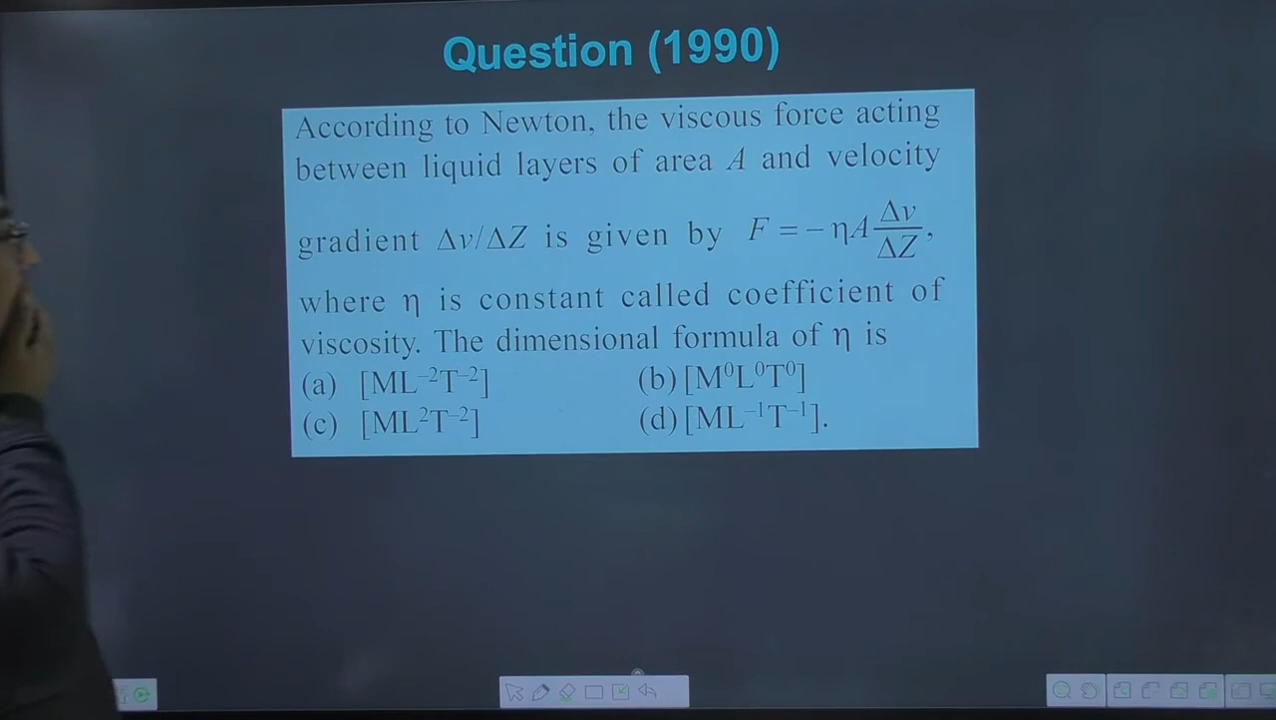 Question (1990)
According to Newton, the viscous force acting
between liquid layers of area A and velocity
gradient Δv/ΔZ is given by F = − ηA Δv/ΔZ,
where η is constant called coefficient of
viscosity. The dimensional formula of η is
(a) [ML⁻²T⁻²] (b) [M⁰L⁰T⁰]
(c) [ML²T⁻²] (d) [ML⁻¹T⁻¹].